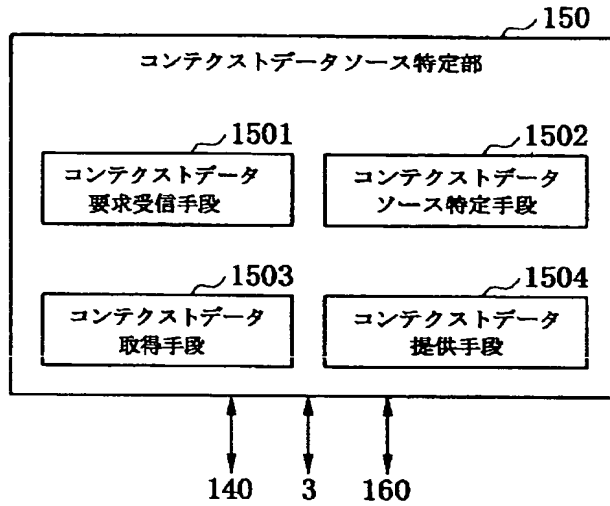 150
コンテクストデータソース特定部
1501
コンテクストデータ
要求受信手段
1502
コンテクストデータ
ソース特定手段
1503
コンテクストデータ
取得手段
1504
コンテクストデータ
提供手段
140 3 160